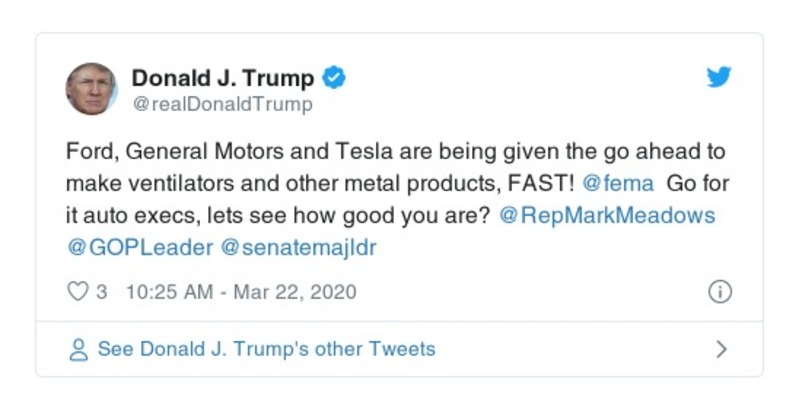 Donald J. Trump
@realDonaldTrump
Ford, General Motors and Tesla are being given the go ahead to
make ventilators and other metal products, FAST! @fema Go for
it auto execs, lets see how good you are? @RepMarkMeadows
@GOPLeader @senatemajldr
3 10:25 AM - Mar 22, 2020
See Donald J. Trump's other Tweets